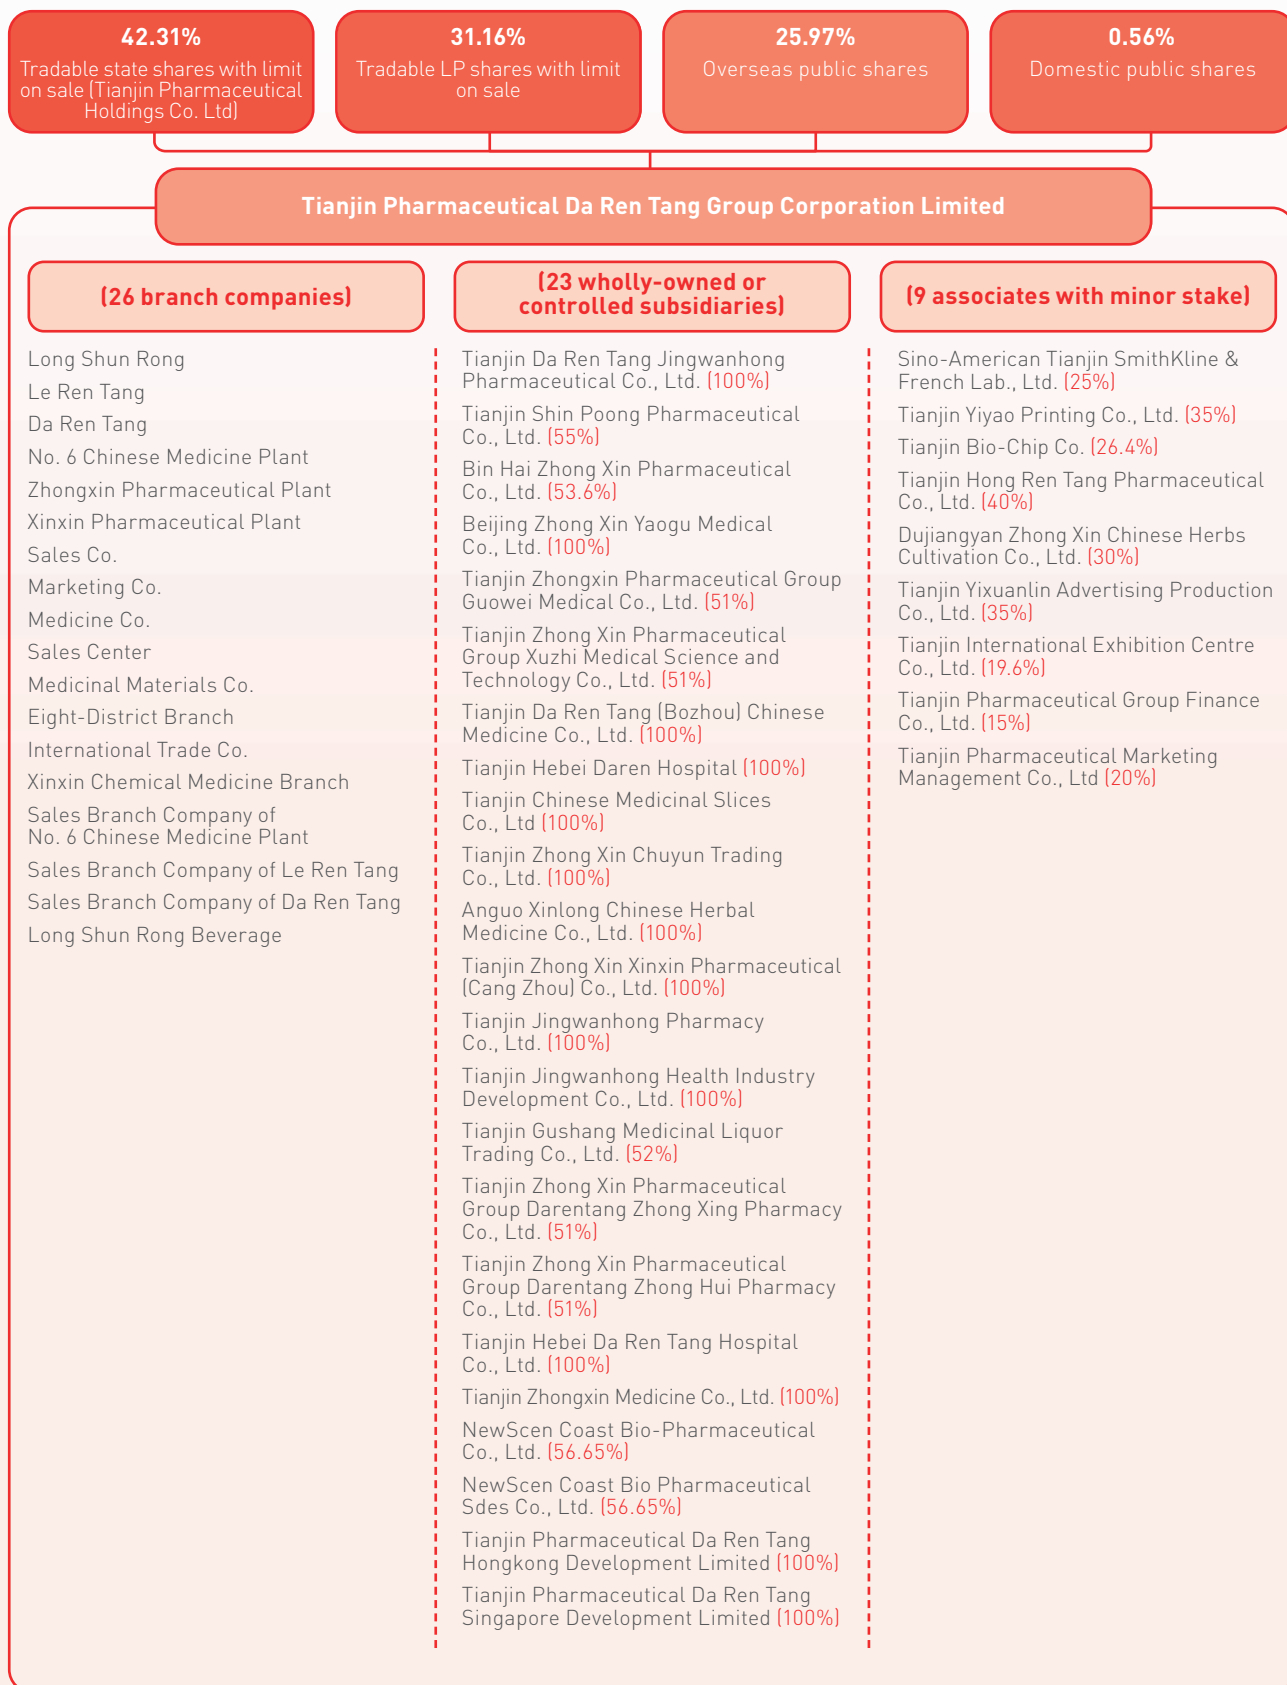 42.31%
Tradable state shares with limit
on sale (Tianjin Pharmaceutical
Holdings Co. Ltd)
31.16%
Tradable LP shares with limit
on sale
25.97%
Overseas public shares
0.56%
Domestic public shares
Tianjin Pharmaceutical Da Ren Tang Group Corporation Limited
(26 branch companies)
Long Shun Rong
Le Ren Tang
Da Ren Tang
No. 6 Chinese Medicine Plant
Zhongxin Pharmaceutical Plant
Xinxin Pharmaceutical Plant
Sales Co.
Marketing Co.
Medicine Co.
Sales Center
Medicinal Materials Co.
Eight-District Branch
International Trade Co.
Xinxin Chemical Medicine Branch
Sales Branch Company of
No. 6 Chinese Medicine Plant
Sales Branch Company of Le Ren Tang
Sales Branch Company of Da Ren Tang
Long Shun Rong Beverage
(23 wholly-owned or
controlled subsidiaries)
Tianjin Da Ren Tang Jingwanhong
Pharmaceutical Co., Ltd. (100%)
Tianjin Shin Poong Pharmaceutical
Co., Ltd. (55%)
Bin Hai Zhong Xin Pharmaceutical
Co., Ltd. (53.6%)
Beijing Zhong Xin Yaogu Medical
Co., Ltd. (100%)
Tianjin Zhongxin Pharmaceutical Group
Guowei Medical Co., Ltd. (51%)
Tianjin Zhong Xin Pharmaceutical
Group Xuzhi Medical Science and
Technology Co., Ltd. (51%)
Tianjin Da Ren Tang (Bozhou) Chinese
Medicine Co., Ltd. (100%)
Tianjin Hebei Daren Hospital (100%)
Tianjin Chinese Medicinal Slices
Co., Ltd (100%)
Tianjin Zhong Xin Chuyun Trading
Co., Ltd. (100%)
Anguo Xinlong Chinese Herbal
Medicine Co., Ltd. (100%)
Tianjin Zhong Xin Xinxin Pharmaceutical
(Cang Zhou) Co., Ltd. (100%)
Tianjin Jingwanhong Pharmacy
Co., Ltd. (100%)
Tianjin Jingwanhong Health Industry
Development Co., Ltd. (100%)
Tianjin Gushang Medicinal Liquor
Trading Co., Ltd. (52%)
Tianjin Zhong Xin Pharmaceutical
Group Darentang Zhong Xing Pharmacy
Co., Ltd. (51%)
Tianjin Zhong Xin Pharmaceutical
Group Darentang Zhong Hui Pharmacy
Co., Ltd. (51%)
Tianjin Hebei Da Ren Tang Hospital
Co., Ltd. (100%)
Tianjin Zhongxin Medicine Co., Ltd. (100%)
NewScen Coast Bio-Pharmaceutical
Co., Ltd. (56.65%)
NewScen Coast Bio Pharmaceutical
Sdes Co., Ltd. (56.65%)
Tianjin Pharmaceutical Da Ren Tang
Hongkong Development Limited (100%)
Tianjin Pharmaceutical Da Ren Tang
Singapore Development Limited (100%)
(9 associates with minor stake)
Sino-American Tianjin SmithKline &
French Lab., Ltd. (25%)
Tianjin Yiyao Printing Co., Ltd. (35%)
Tianjin Bio-Chip Co. (26.4%)
Tianjin Hong Ren Tang Pharmaceutical
Co., Ltd. (40%)
Dujiangyan Zhong Xin Chinese Herbs
Cultivation Co., Ltd. (30%)
Tianjin Yixuanlin Advertising Production
Co., Ltd. (35%)
Tianjin International Exhibition Centre
Co., Ltd. (19.6%)
Tianjin Pharmaceutical Group Finance
Co., Ltd. (15%)
Tianjin Pharmaceutical Marketing
Management Co., Ltd (20%)